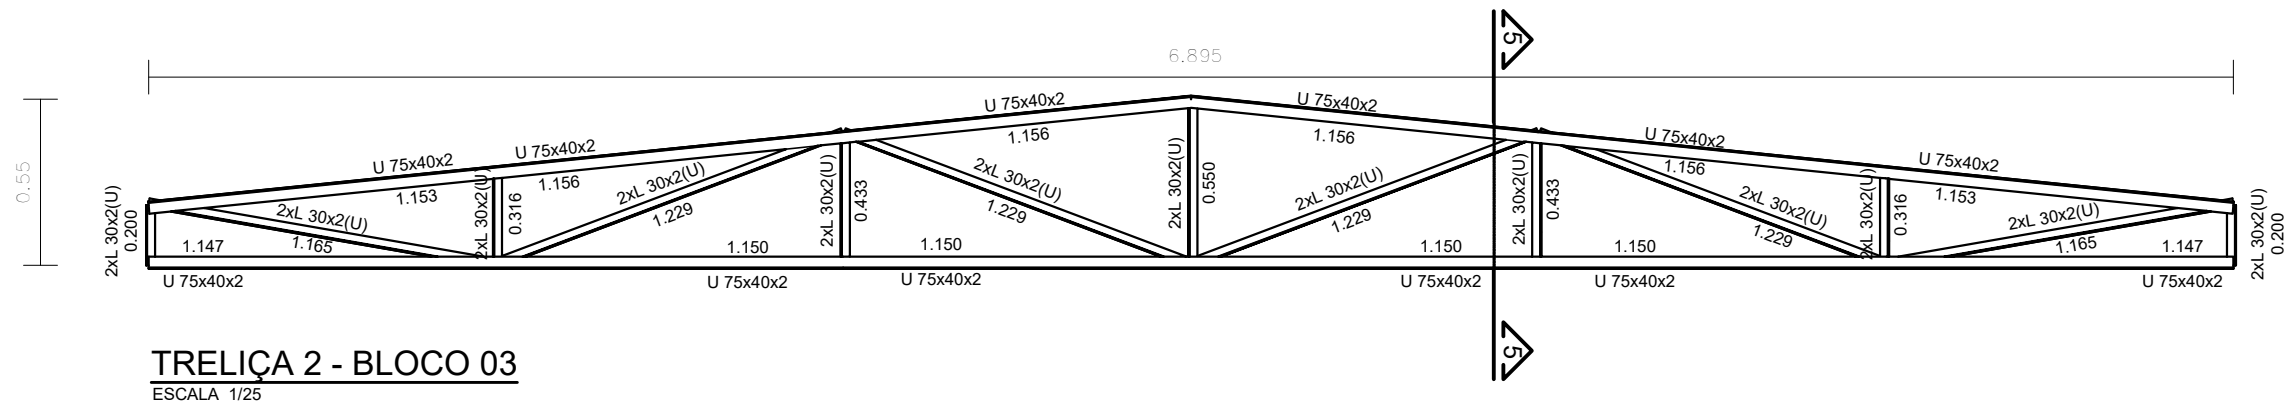 5
6.895
0.55
U 75x40x2
U 75x40x2
U 75x40x2
U 75x40x2
U 75x40x2
U 75x40x2
1.153
1.156
1.156
1.156
1.156
1.153
2xL 30x2(U)
0.200
2xL 30x2(U)
1.165
2xL 30x2(U)
0.316
2xL 30x2(U)
1.229
2xL 30x2(U)
0.433
2xL 30x2(U)
1.229
2xL 30x2(U)
0.550
2xL 30x2(U)
1.229
2xL 30x2(U)
0.433
2xL 30x2(U)
1.229
2xL 30x2(U)
0.316
2xL 30x2(U)
1.165
2xL 30x2(U)
0.200
1.147
1.150
1.150
1.150
1.150
1.147
U 75x40x2
U 75x40x2
U 75x40x2
U 75x40x2
U 75x40x2
U 75x40x2
5
TRELIÇA 2 - BLOCO 03
ESCALA 1/25